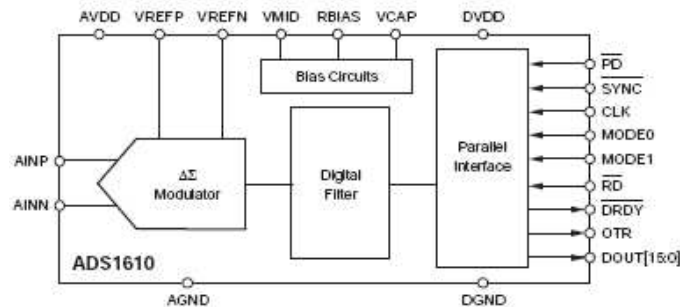 AVDD VREFP VREFN VMID RBIAS VCAP DVDD
Bias Circuits
PD
SYNC
CLK
MODE0
MODE1
RD
DRDY
OTR
DOUT[15:0]
AINP
AINN
ΔΣ
Modulator
Digital
Filter
Parallel
Interface
ADS1610
AGND DGND